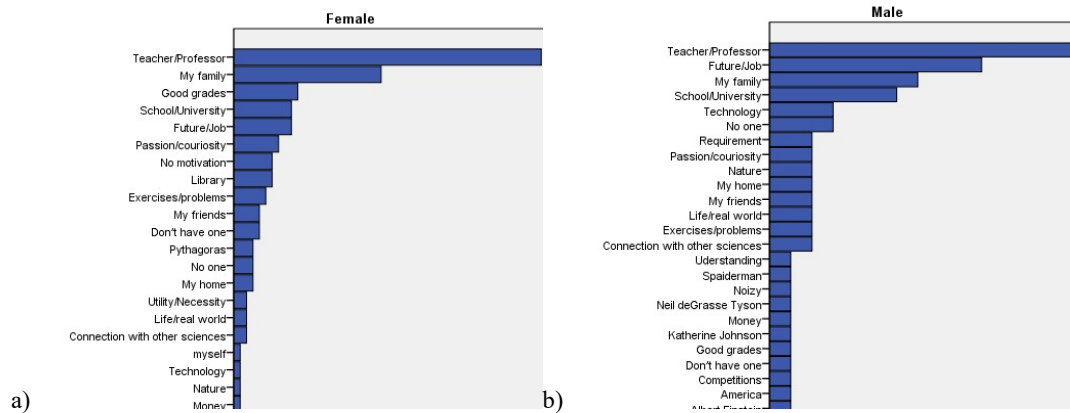 Female
Teacher/Professor
My family
Good grades
School/University
Future/Job
Passion/couriosity
No motivation
Library
Exercises/problems
My friends
Don't have one
Pythagoras
No one
My home
Utility/Necessity
Life/real world
Connection with other sciences
myself
Technology
Nature
Money
a)
Male
Teacher/Professor
Future/Job
My family
School/University
Technology
No one
Requirement
Passion/couriosity
Nature
My home
My friends
Life/real world
Exercises/problems
Connection with other sciences
Uderstanding
Spaiderman
Noizy
Neil deGrasse Tyson
Money
Katherine Johnson
Good grades
Don't have one
Competitions
America
Albert Einstein
b)